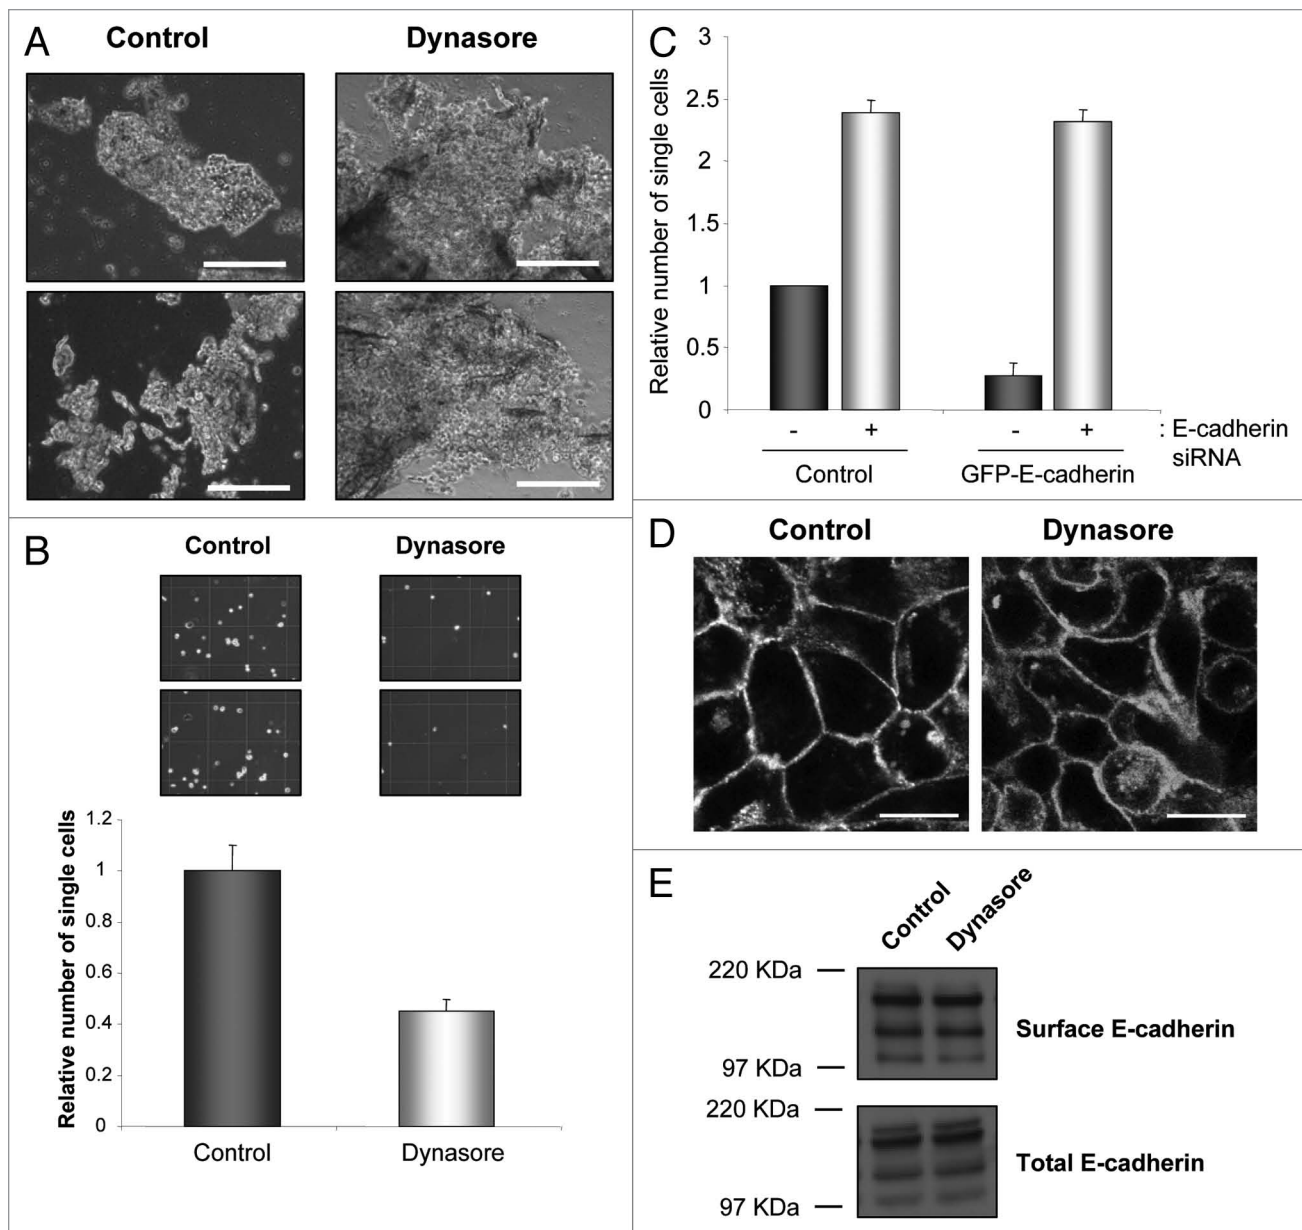 A
Control
Dynasore
B
Control
Dynasore
Relative number of single cells
1.2
1
0.8
0.6
0.4
0.2
0
Control
Dynasore
C
Relative number of single cells
3
2.5
2
1.5
1
0.5
0
- + - + : E-cadherin
siRNA
Control
GFP-E-cadherin
D
Control
Dynasore
E
Control
Dynasore
220 KDa
Surface E-cadherin
97 KDa
220 KDa
Total E-cadherin
97 KDa